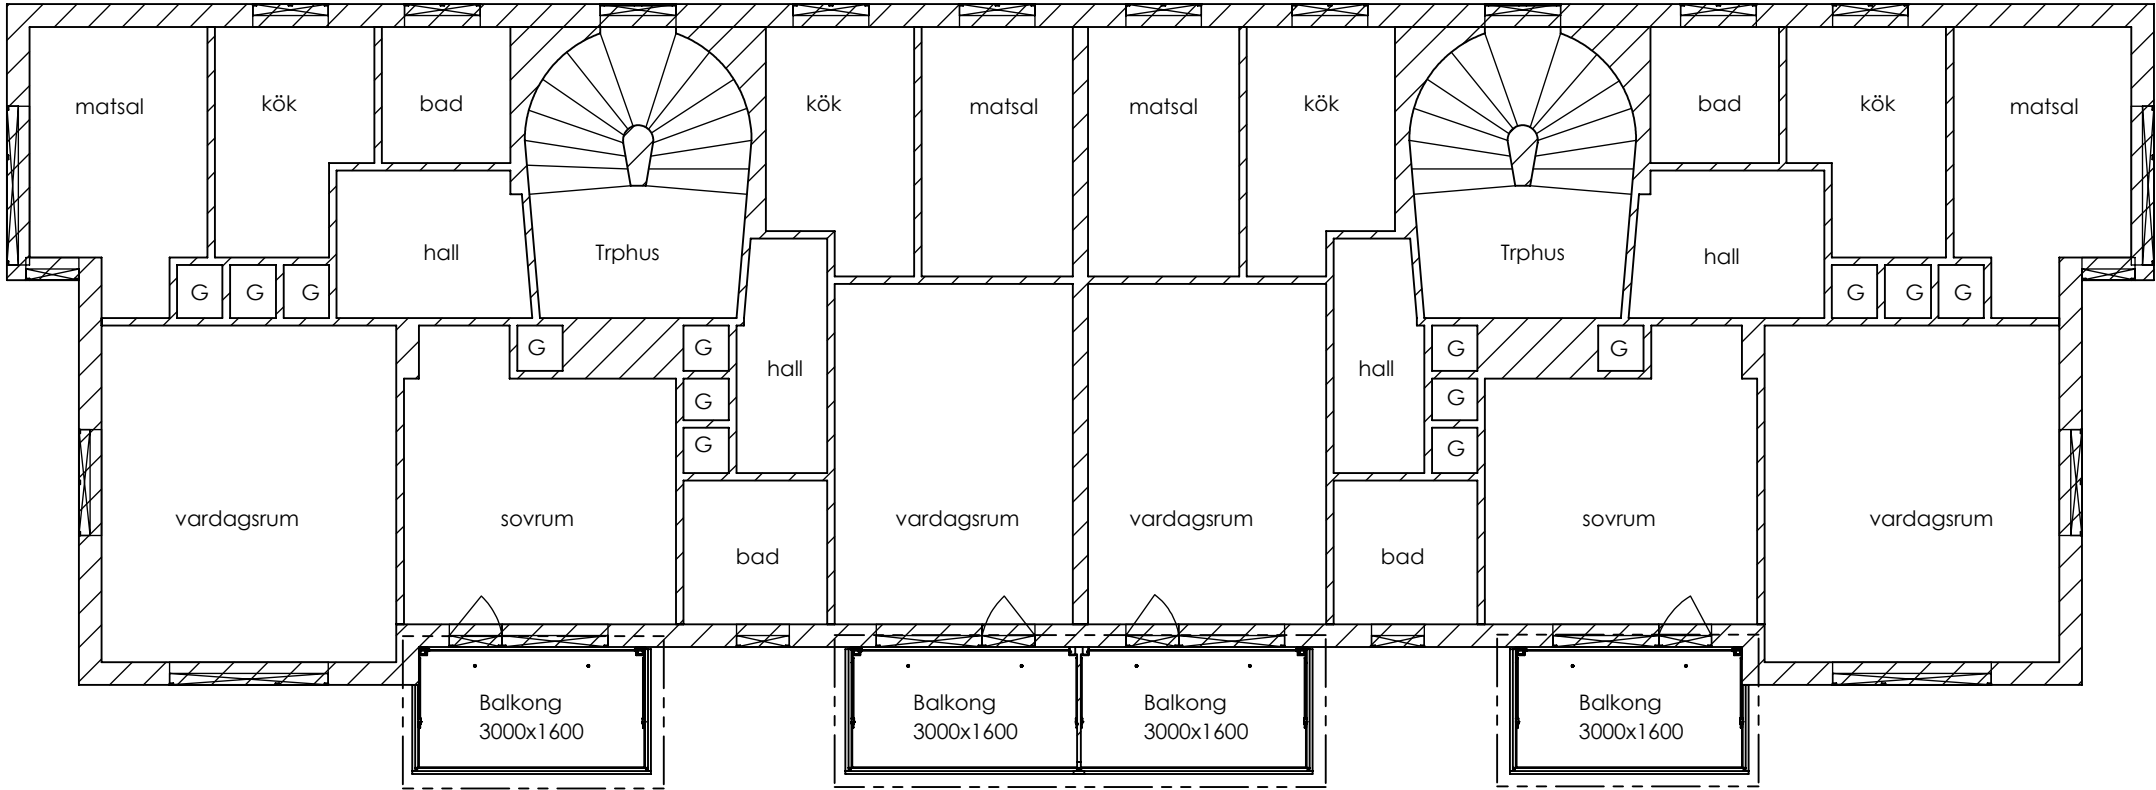 matsal
kök
bad
kök
matsal
matsal
kök
bad
kök
matsal
hall
Trphus
Trphus
hall
G
G
G
G
G
G
G
G
hall
hall
G
G
G
G
G
G
vardagsrum
sovrum
vardagsrum
vardagsrum
sovrum
vardagsrum
bad
bad
Balkong
3000x1600
Balkong
3000x1600
Balkong
3000x1600
Balkong
3000x1600